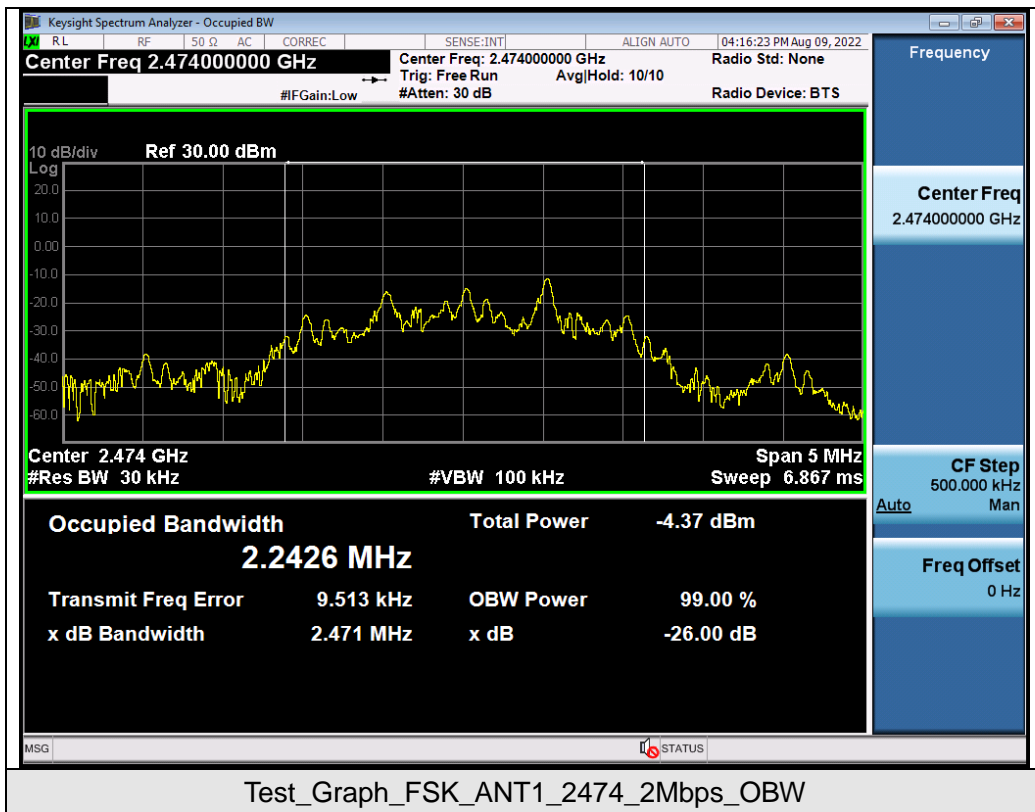 Keysight Spectrum Analyzer - Occupied BW
LXI RL RF 50 Ω AC CORREC SENSE:INT ALIGN AUTO 04:16:23 PM Aug 09, 2022
Center Freq 2.474000000 GHz
#IFGain:Low
Center Freq: 2.474000000 GHz
Trig: Free Run Avg|Hold: 10/10
#Atten: 30 dB
Radio Std: None
Radio Device: BTS
10 dB/div Ref 30.00 dBm
Log
20.0
10.0
0.00
-10.0
-20.0
-30.0
-40.0
-50.0
-60.0
Center 2.474 GHz Span 5 MHz
#Res BW 30 kHz #VBW 100 kHz Sweep 6.867 ms
Occupied Bandwidth Total Power -4.37 dBm
2.2426 MHz
Transmit Freq Error 9.513 kHz OBW Power 99.00 %
x dB Bandwidth 2.471 MHz x dB -26.00 dB
Frequency
Center Freq
2.474000000 GHz
CF Step
500.000 kHz
Auto Man
Freq Offset
0 Hz
MSG STATUS
Test_Graph_FSK_ANT1_2474_2Mbps_OBW